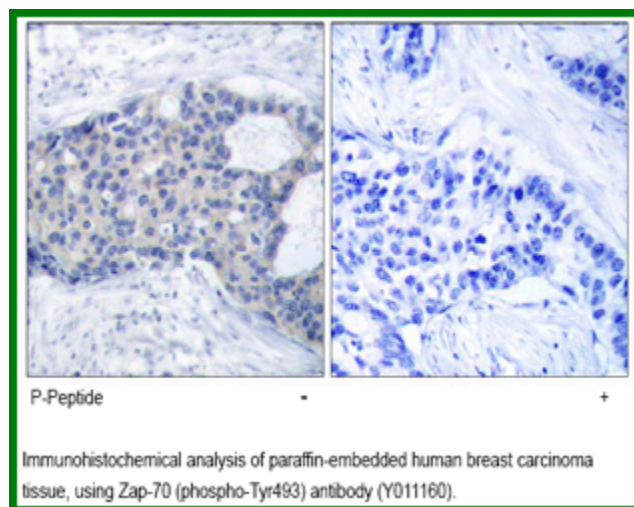 P-Peptide - +
Immunohistochemical analysis of paraffin-embedded human breast carcinoma
tissue, using Zap-70 (phospho-Tyr493) antibody (Y011160).